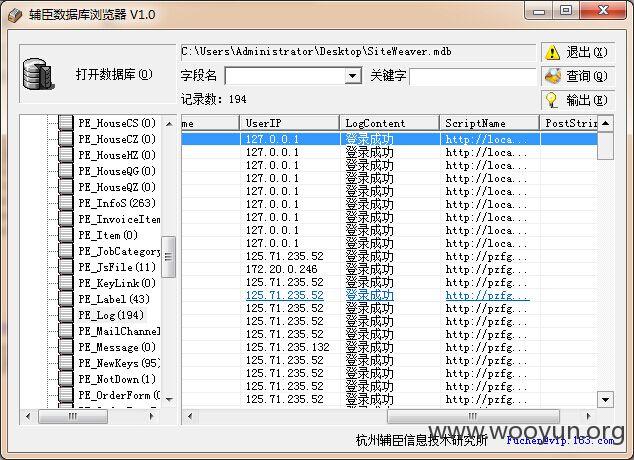 辅臣数据库浏览器 V1.0
打开数据库(O)
C:\Users\Administrator\Desktop\SiteWeaver.mdb
退出(X)
字段名
关键字
查询(Q)
记录数: 194
输出(E)
PE_HouseCS(0)
PE_HouseCZ(0)
PE_HouseHZ(0)
PE_HouseQG(0)
PE_HouseQZ(0)
PE_InfoS(263)
PE_InvoiceItem
PE_Item(0)
PE_JobCategory
PE_JsFile(11)
PE_KeyLink(0)
PE_Label(43)
PE_Log(194)
PE_MailChannel
PE_Message(0)
PE_NewKeys(95)
PE_NotDown(1)
PE_OrderForm(0)
me UserIP LogContent ScriptName PostStrin
127.0.0.1 登录成功 http://loca...
127.0.0.1 登录成功 http://loca...
127.0.0.1 登录成功 http://loca...
127.0.0.1 登录成功 http://loca...
127.0.0.1 登录成功 http://loca...
127.0.0.1 登录成功 http://loca...
127.0.0.1 登录成功 http://loca...
127.0.0.1 登录成功 http://loca...
127.0.0.1 登录成功 http://loca...
125.71.235.52 登录成功 http://pzfg...
172.20.0.246 登录成功 http://pzfg...
125.71.235.52 登录成功 http://pzfg...
125.71.235.52 登录成功 http://pzfg...
125.71.235.52 登录成功 http://pzfg...
125.71.235.52 登录成功 http://pzfg...
125.71.235.52 登录成功 http://pzfg...
125.71.235.132 登录成功 http://pzfg...
125.71.235.52 登录成功 http://pzfg...
125.71.235.52 登录成功 http://pzfg...
125.71.235.52 登录成功 http://pzfg...
125.71.235.52 登录成功 http://pzfg...
www.wooyun.org
杭州辅臣信息技术研究所 Fuchen@vip.163.com